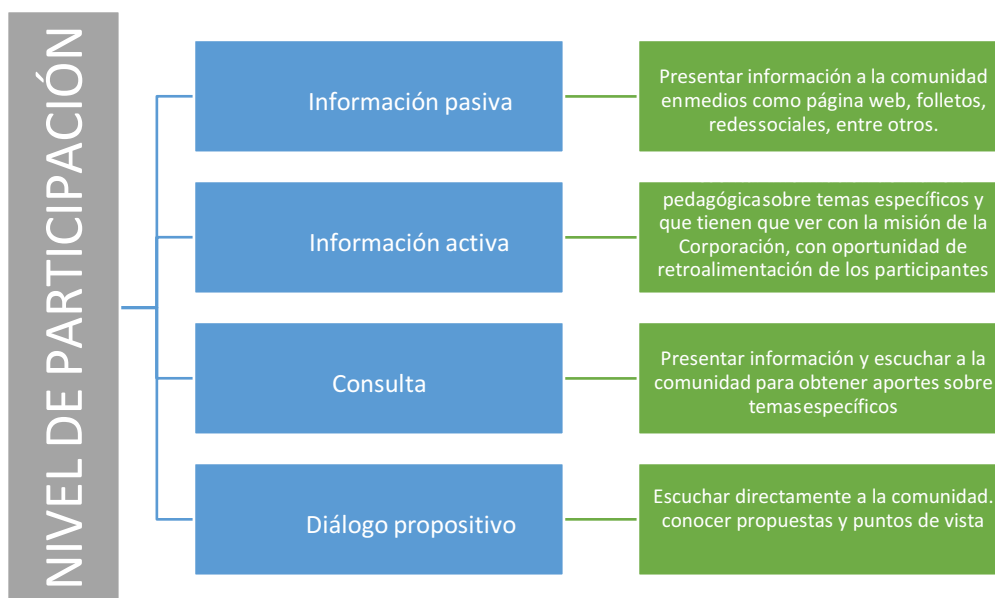 NIVEL DE PARTICIPACIÓN
Información pasiva
Presentar información a la comunidad
enmedios como página web, folletos,
redessociales, entre otros.
Información activa
pedagógicasobre temas específicos y
que tienen que ver con la misión de la
Corporación, con oportunidad de
retroalimentación de los participantes
Consulta
Presentar información y escuchar a la
comunidad para obtener aportes sobre
temasespecíficos
Diálogo propositivo
Escuchar directamente a la comunidad.
conocer propuestas y puntos de vista